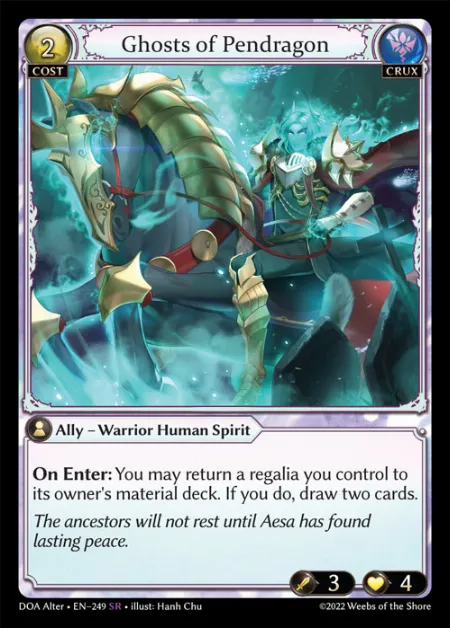 2
Ghosts of Pendragon
COST
CRUX
Ally – Warrior Human Spirit
On Enter: You may return a regalia you control to
its owner's material deck. If you do, draw two cards.
The ancestors will not rest until Aesa has found
lasting peace.
3
4
DOA Alter • EN–249 SR • illust: Hanh Chu
©2022 Weebs of the Shore